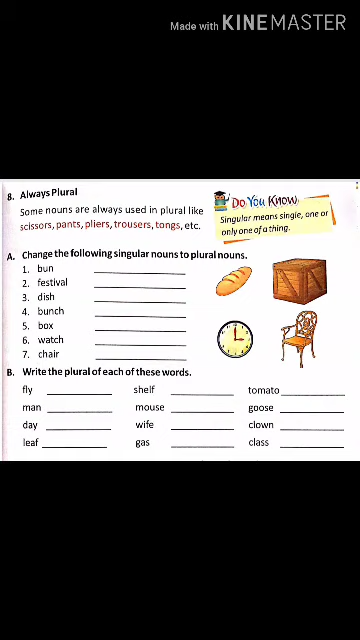 Made with KINEMASTER
8. Always Plural
Some nouns are always used in plural like
scissors, pants, pliers, trousers, tongs, etc.
Do You Know
Singular means single, one or
only one of a thing.
A. Change the following singular nouns to plural nouns.
1. bun
2. festival
3. dish
4. bunch
5. box
6. watch
7. chair
B. Write the plural of each of these words.
fly shelf tomato
man mouse goose
day wife clown
leaf gas class